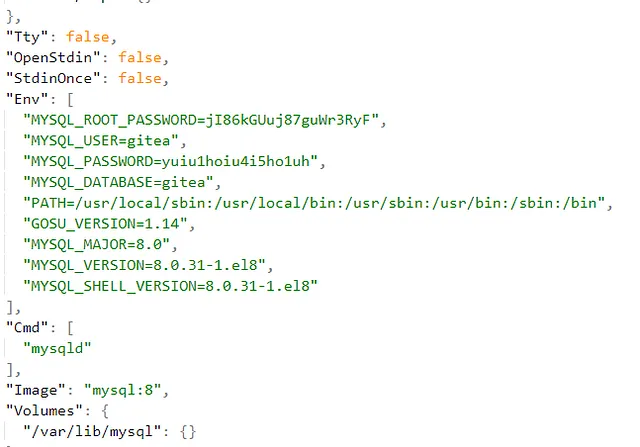 },
"Tty": false,
"OpenStdin": false,
"StdinOnce": false,
"Env": [
"MYSQL_ROOT_PASSWORD=jI86kGUuj87guWr3RyF",
"MYSQL_USER=gitea",
"MYSQL_PASSWORD=yuiu1hoiu4i5ho1uh",
"MYSQL_DATABASE=gitea",
"PATH=/usr/local/sbin:/usr/local/bin:/usr/sbin:/usr/bin:/sbin:/bin",
"GOSU_VERSION=1.14",
"MYSQL_MAJOR=8.0",
"MYSQL_VERSION=8.0.31-1.el8",
"MYSQL_SHELL_VERSION=8.0.31-1.el8"
],
"Cmd": [
"mysqld"
],
"Image": "mysql:8",
"Volumes": {
"/var/lib/mysql": {}